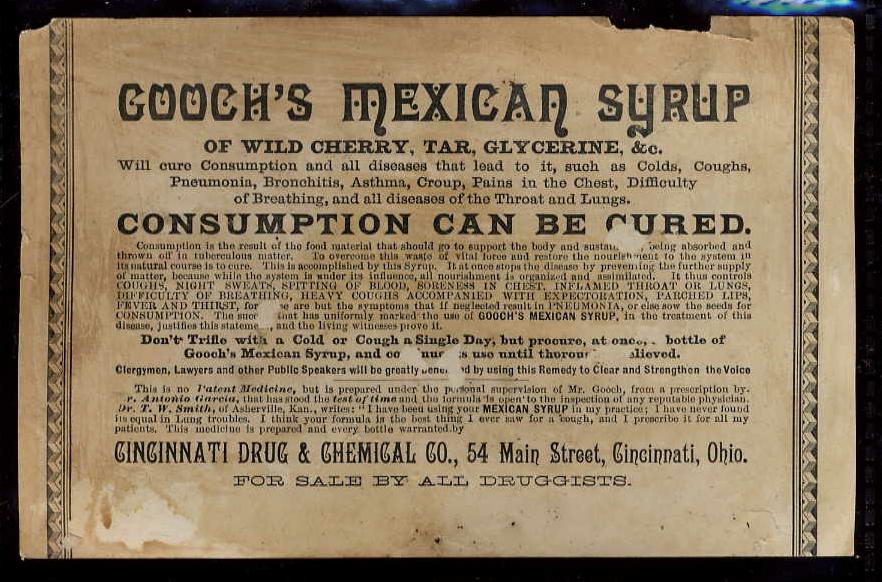 GOOCH'S MEXICAN SYRUP
OF WILD CHERRY, TAR, GLYCERINE, &c.
Will cure Consumption and all diseases that lead to it, such as Colds, Coughs,
Pneumonia, Bronchitis, Asthma, Croup, Pains in the Chest, Difficulty
of Breathing, and all diseases of the Throat and Lungs.
CONSUMPTION CAN BE CURED.
Consumption is the result of the food material that should go to support the body and being absorbed and
thrown off in tuberculous matter. To overcome this waste of vital force and restore the nourishment to the system in
its natural course is to cure. This is accomplished by this Syrup. It at once stops the disease by preventing the further supply
of matter, because while the system is under its influence, all nourishment is organized and assimilated. It thus controls
COUGHS, NIGHT SWEATS, SPITTING OF BLOOD, SORENESS IN CHEST, INFLAMED THROAT OR LUNGS,
DIFFICULTY OF BREATHING, HEAVY COUGHS ACCOMPANIED WITH EXPECTORATION, PARCHED LIPS,
FEVER AND THIRST, for are but the symptoms that if neglected result in PNEUMONIA, or else sow the seeds for
CONSUMPTION. The that has uniformly marked the use of GOOCH'S MEXICAN SYRUP, in the treatment of this
disease, justifies this and the living witnesses prove it.
Don't Trifle with a Cold or Cough a Single Day, but procure, at once, bottle of
Gooch's Mexican Syrup, and use until
Clergymen, Lawyers and other Public Speakers will be greatly by using this Remedy to Clear and Strengthen the Voice
This is no Patent Medicine, but is prepared under the personal supervision of Mr. Gooch, from a prescription by
r. Antonio Garcia, that has stood the test of time and the formula is open to the inspection of any reputable physician.
Dr. T. W. Smith, of Asherville, Kan., writes: "I have been using your MEXICAN SYRUP in my practice; I have never found
its equal in Lung troubles. I think your formula is the best thing I ever saw for a cough, and I prescribe it for all my
patients. This medicine is prepared and every bottle warranted by
CINCINNATI DRUG & CHEMICAL CO., 54 Main Street, Cincinnati, Ohio.
FOR SALE BY ALL DRUGGISTS.